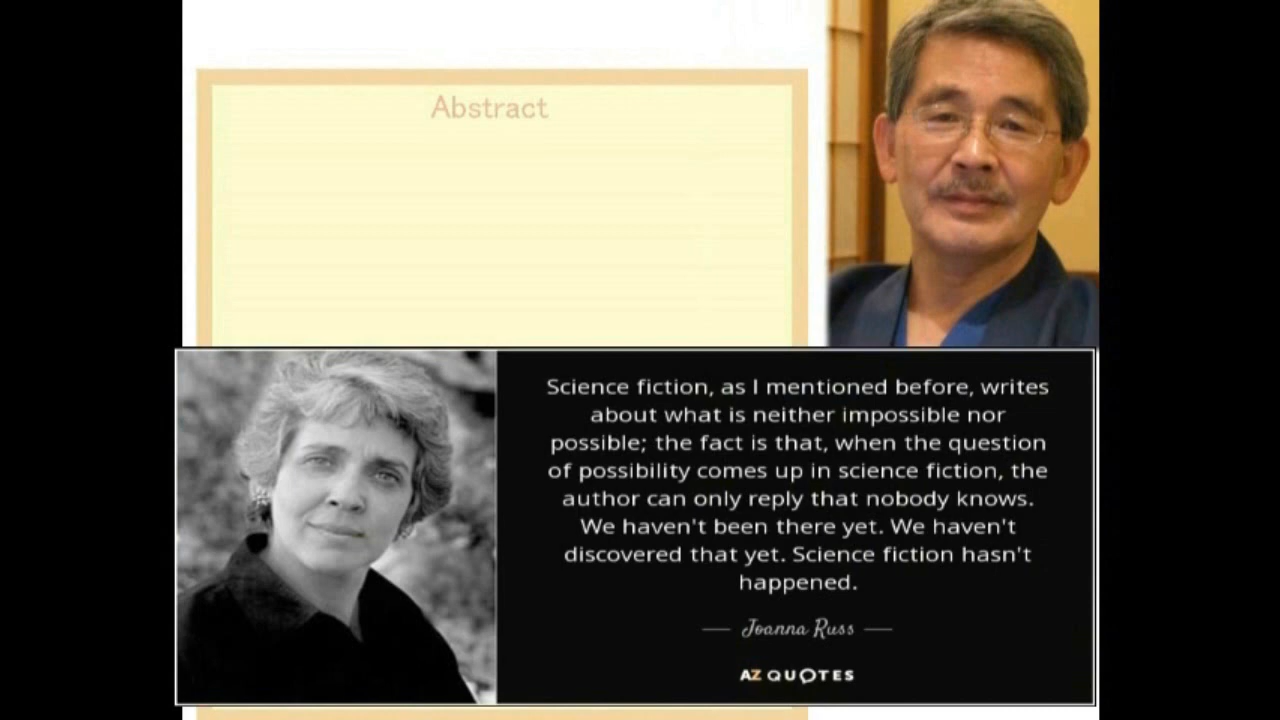 Abstract
Science fiction, as I mentioned before, writes
about what is neither impossible nor
possible; the fact is that, when the question
of possibility comes up in science fiction, the
author can only reply that nobody knows.
We haven't been there yet. We haven't
discovered that yet. Science fiction hasn't
happened.
Joanna Russ
AZ QUOTES